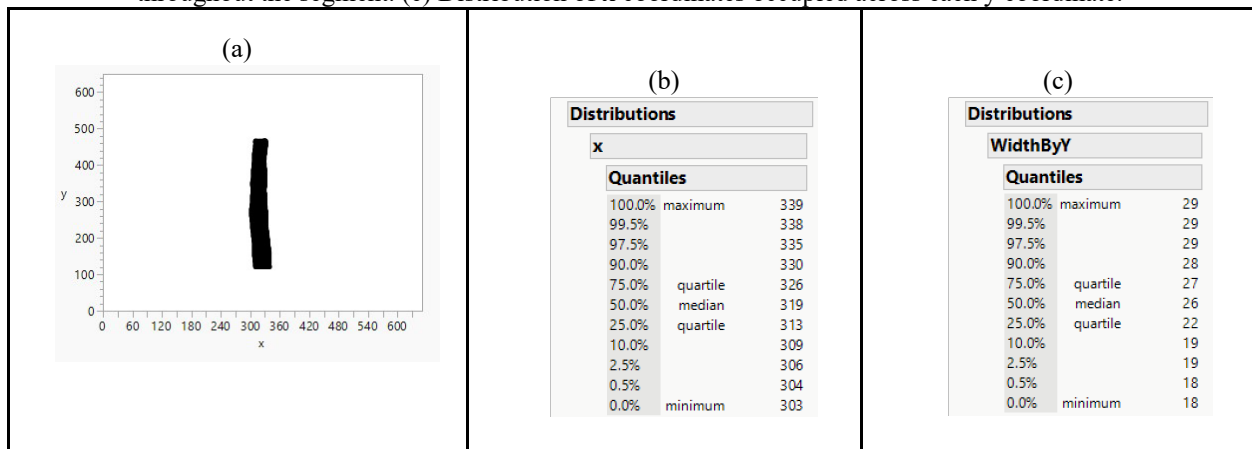 throughout the segment. (c) Distribution of x coordinates occupied across each y coordinate.
(a)
600
500
400
y
300
200
100
0
0 60 120 180 240 300 360 420 480 540 600
x
(b)
Distributions
x
Quantiles
100.0% maximum 339
99.5% 338
97.5% 335
90.0% 330
75.0% quartile 326
50.0% median 319
25.0% quartile 313
10.0% 309
2.5% 306
0.5% 304
0.0% minimum 303
(c)
Distributions
WidthByY
Quantiles
100.0% maximum 29
99.5% 29
97.5% 29
90.0% 28
75.0% quartile 27
50.0% median 26
25.0% quartile 22
10.0% 19
2.5% 19
0.5% 18
0.0% minimum 18